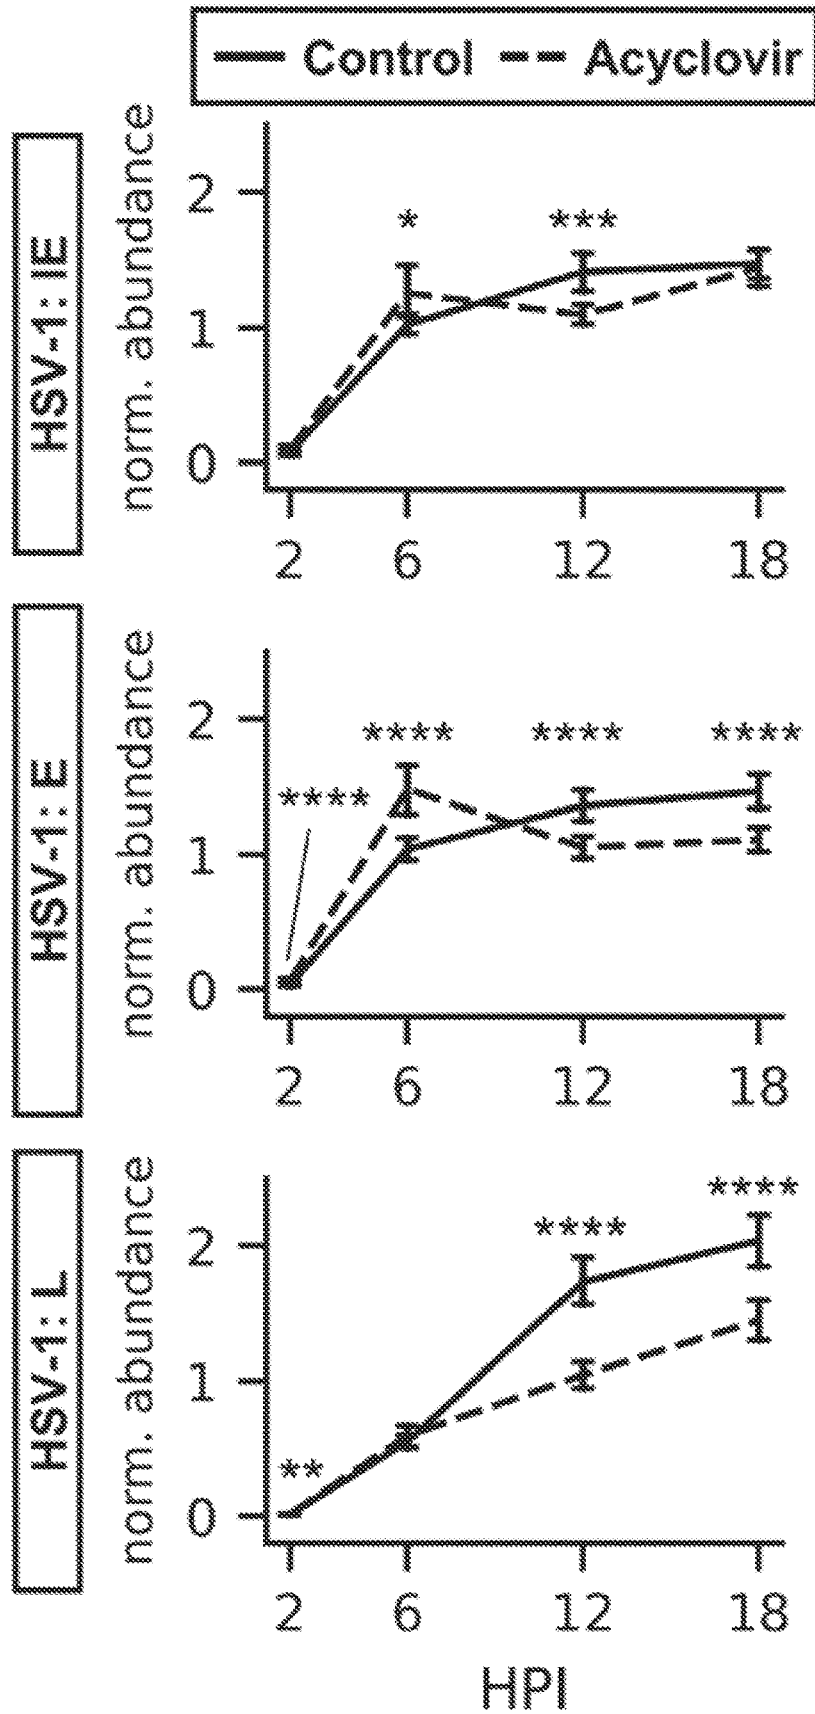 Control Acyclovir
HSV-1: IE
norm. abundance
2
1
0
* ***
2 6 12 18
HSV-1: E
norm. abundance
2
1
0
**** **** **** ****
2 6 12 18
HSV-1: L
norm. abundance
2
1
0
** **** ****
2 6 12 18
HPI